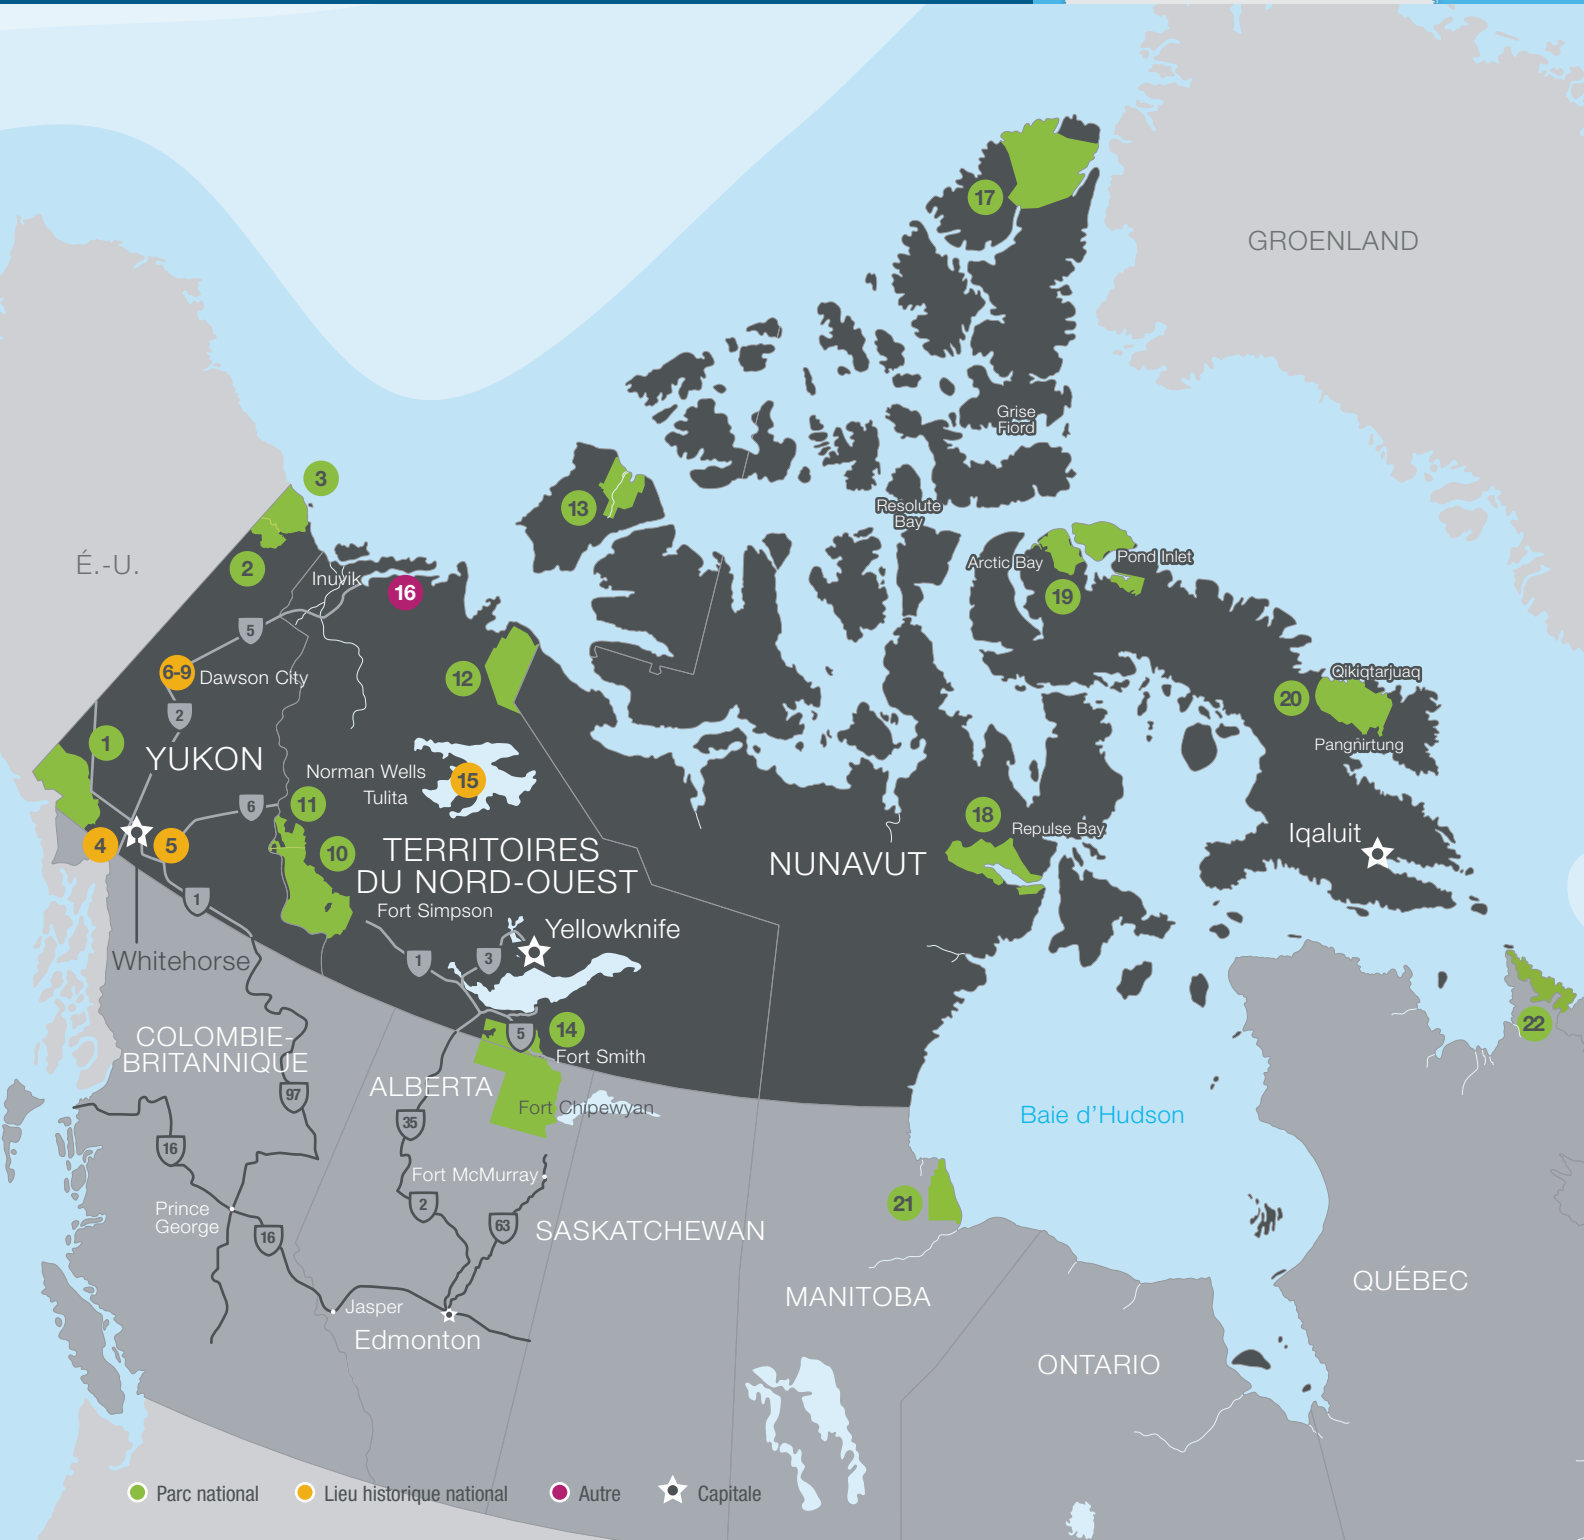 17
GROENLAND
Grise
Fiord
3
13
Resolute
Bay
É.-U.
2
Inuvik
16
Arctic Bay
Pond Inlet
19
5
6-9
Dawson City
12
Qikiqtarjuaq
20
2
1
YUKON
Pangnirtung
Norman Wells
15
Tulita
6
11
18
Repulse Bay
4
5
10
TERRITOIRES
DU NORD-OUEST
NUNAVUT
Iqaluit
1
Fort Simpson
Yellowknife
Whitehorse
1
3
COLOMBIE-
BRITANNIQUE
5
14
22
Fort Smith
ALBERTA
97
Fort Chipewyan
Baie d’Hudson
35
16
Fort McMurray
21
2
Prince
George
63
16
SASKATCHEWAN
MANITOBA
QUÉBEC
Jasper
Edmonton
ONTARIO
Parc national
Lieu historique national
Autre
Capitale